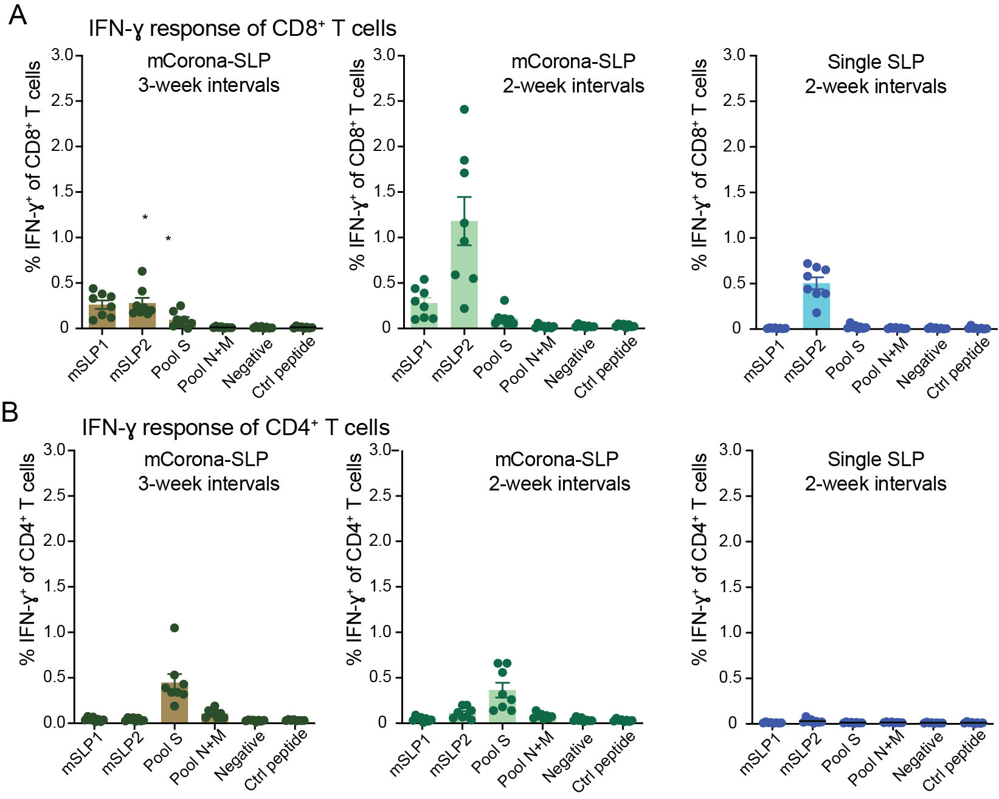 A
IFN-ɣ response of CD8⁺ T cells
% IFN-ɣ⁺ of CD8⁺ T cells
3.0
2.5
2.0
1.5
1.0
0.5
0
mCorona-SLP
3-week intervals
*
*
mSLP1
mSLP2
Pool S
Pool N+M
Negative
Ctrl peptide
% IFN-ɣ⁺ of CD8⁺ T cells
3.0
2.5
2.0
1.5
1.0
0.5
0
mCorona-SLP
2-week intervals
mSLP1
mSLP2
Pool S
Pool N+M
Negative
Ctrl peptide
% IFN-ɣ⁺ of CD8⁺ T cells
3.0
2.5
2.0
1.5
1.0
0.5
0
Single SLP
2-week intervals
mSLP1
mSLP2
Pool S
Pool N+M
Negative
Ctrl peptide
B
IFN-ɣ response of CD4⁺ T cells
% IFN-ɣ⁺ of CD4⁺ T cells
3.0
2.5
2.0
1.5
1.0
0.5
0.0
mCorona-SLP
3-week intervals
mSLP1
mSLP2
Pool S
Pool N+M
Negative
Ctrl peptide
% IFN-ɣ⁺ of CD4⁺ T cells
3.0
2.5
2.0
1.5
1.0
0.5
0
mCorona-SLP
2-week intervals
mSLP1
mSLP2
Pool S
Pool N+M
Negative
Ctrl peptide
% IFN-ɣ⁺ of CD4⁺ T cells
3.0
2.5
2.0
1.5
1.0
0.5
0
Single SLP
2-week intervals
mSLP1
mSLP2
Pool S
Pool N+M
Negative
Ctrl peptide